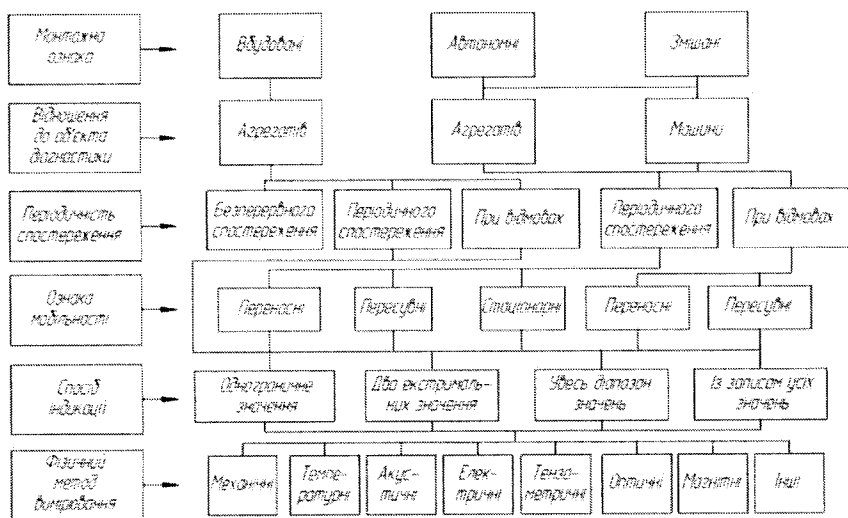 Монтажна
ознака
Вбудовані
Автономні
Змішані
Відношення
до об'єкта
діагностики
Агрегатів
Агрегатів
Машини
Періодичність
спостереження
Безперервного
спостереження
Періодичного
спостереження
При відмовах
Періодичного
спостереження
При відмовах
Ознака
мобільності
Переносні
Пересувні
Стаціонарні
Переносні
Пересувні
Спосіб
індикації
Однограничне
значення
Два екстрималь-
них значення
Увесь діапазон
значень
Із записом усіх
значень
Фізичний
метод
вимірювання
Механічні
Темпе-
ратурні
Акус-
тичні
Елек-
тричні
Тензо-
метричні
Оптичні
Магнітні
Інші